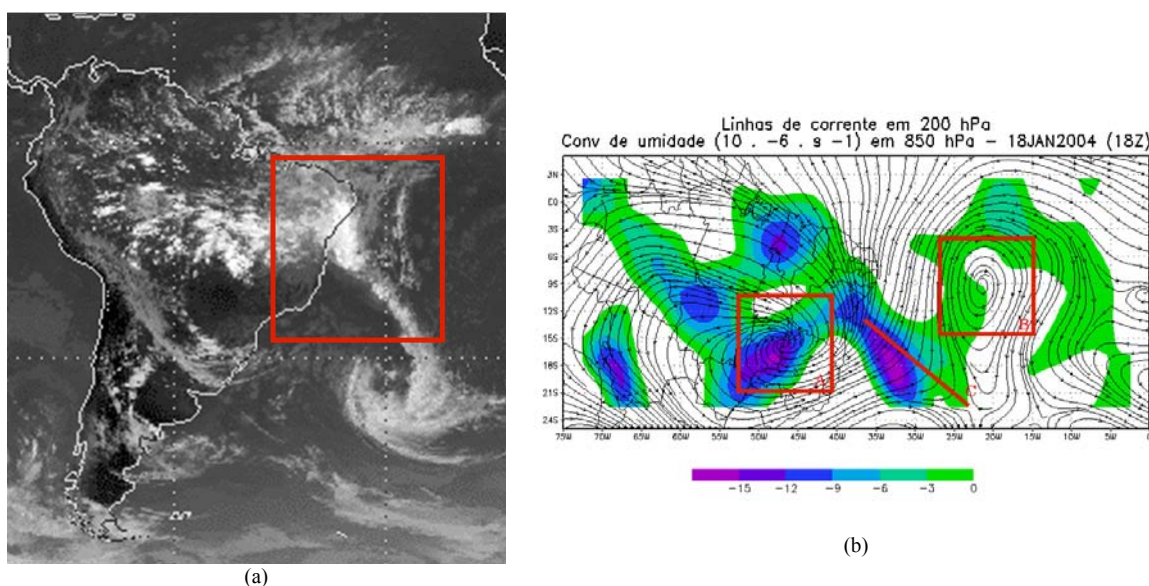 Linhas de corrente em 200 hPa
Conv de umidade (10 . -6 . s -1) em 850 hPa - 18JAN2004 (18Z)
3N
EQ
3S
6S
9S
12S
15S
18S
21S
24S
A
B
C
75W 70W 65W 60W 55W 50W 45W 40W 35W 30W 25W 20W 15W 10W 5W 0
-15 -12 -9 -6 -3 0
(a)
(b)